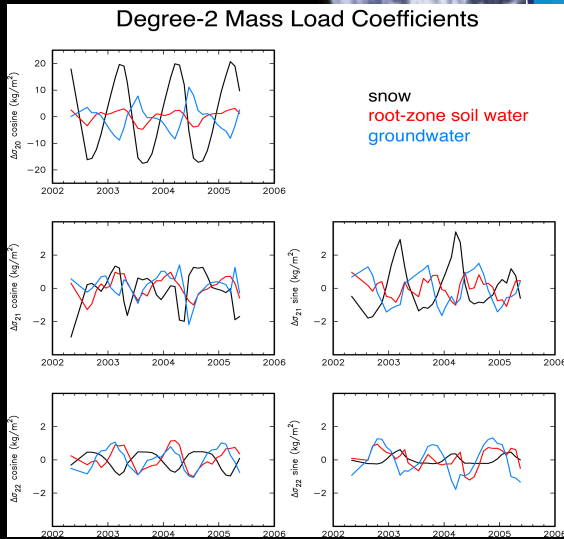 Degree-2 Mass Load Coefficients
Δσ20 cosine (kg/m²)
20
10
0
−10
−20
2002 2003 2004 2005 2006
snow
root-zone soil water
groundwater
Δσ21 cosine (kg/m²)
2
0
−2
2002 2003 2004 2005 2006
Δσ21 sine (kg/m²)
2
0
−2
2002 2003 2004 2005 2006
Δσ22 cosine (kg/m²)
2
0
−2
2002 2003 2004 2005 2006
Δσ22 sine (kg/m²)
2
0
−2
2002 2003 2004 2005 2006